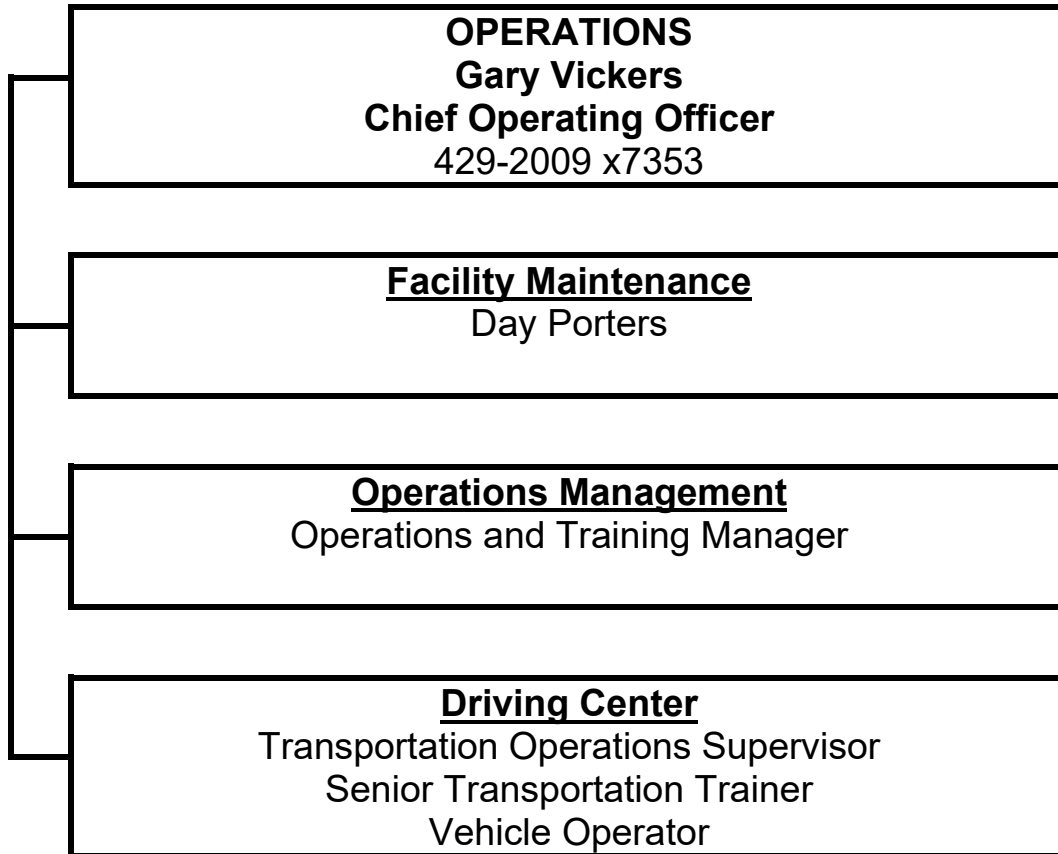 OPERATIONS
Gary Vickers
Chief Operating Officer
429-2009 x7353
Facility Maintenance
Day Porters
Operations Management
Operations and Training Manager
Driving Center
Transportation Operations Supervisor
Senior Transportation Trainer
Vehicle Operator